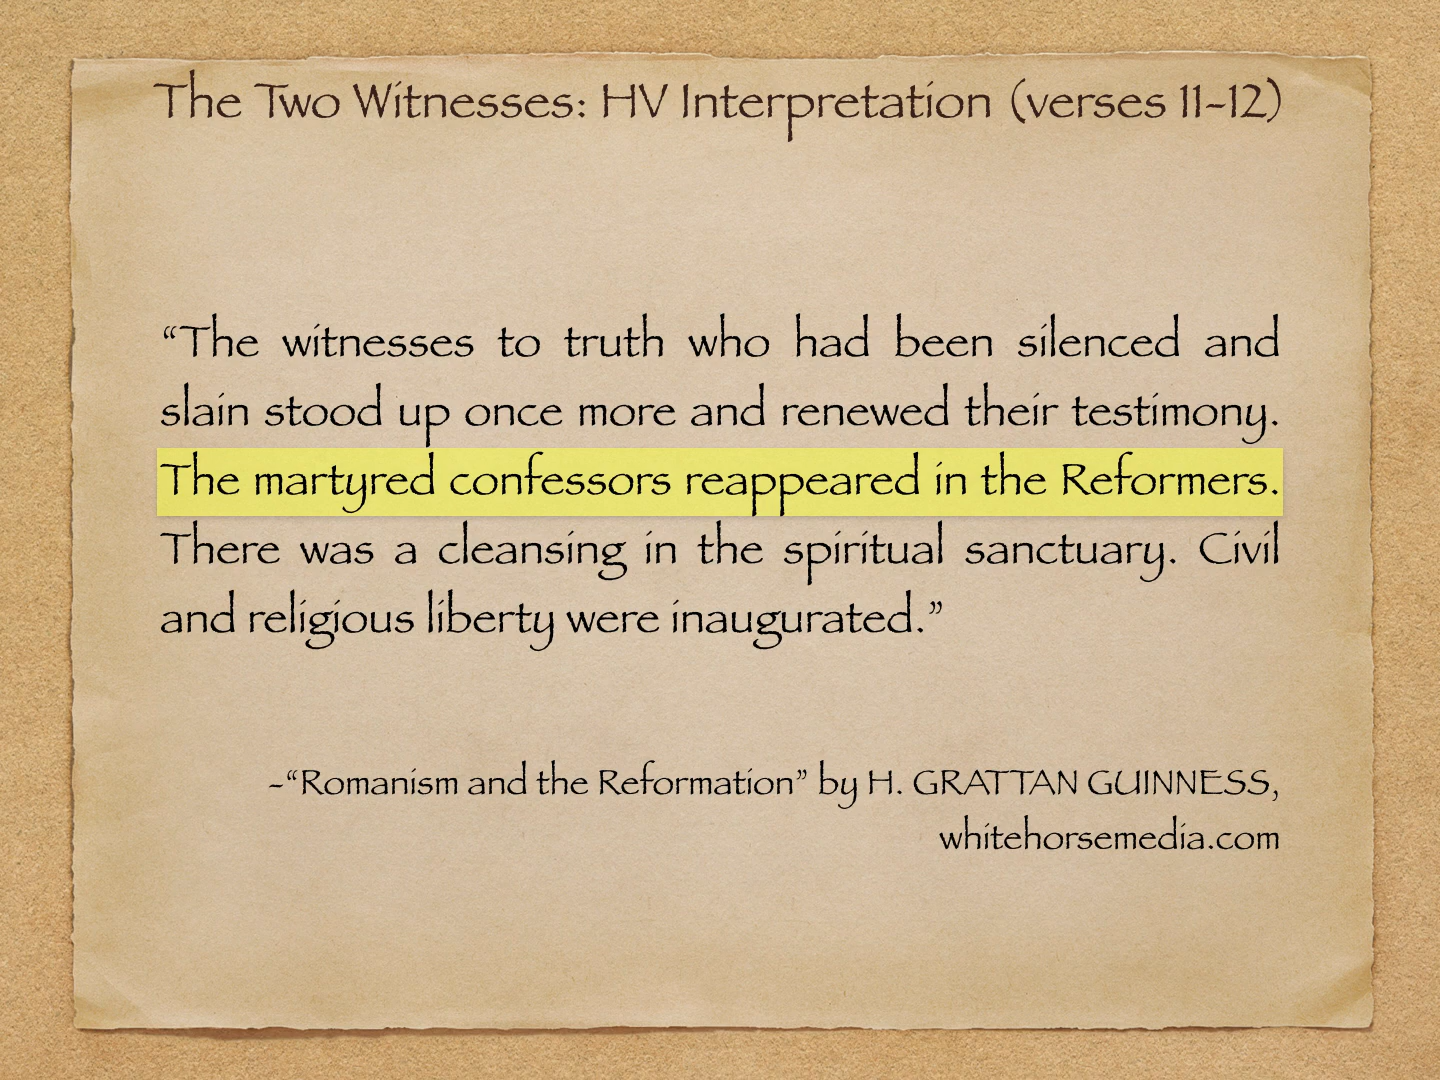 The Two Witnesses: HV Interpretation (verses 11-12)
“The witnesses to truth who had been silenced and
slain stood up once more and renewed their testimony.
The martyred confessors reappeared in the Reformers.
There was a cleansing in the spiritual sanctuary. Civil
and religious liberty were inaugurated.”
-“Romanism and the Reformation” by H. GRATTAN GUINNESS,
whitehorsemedia.com